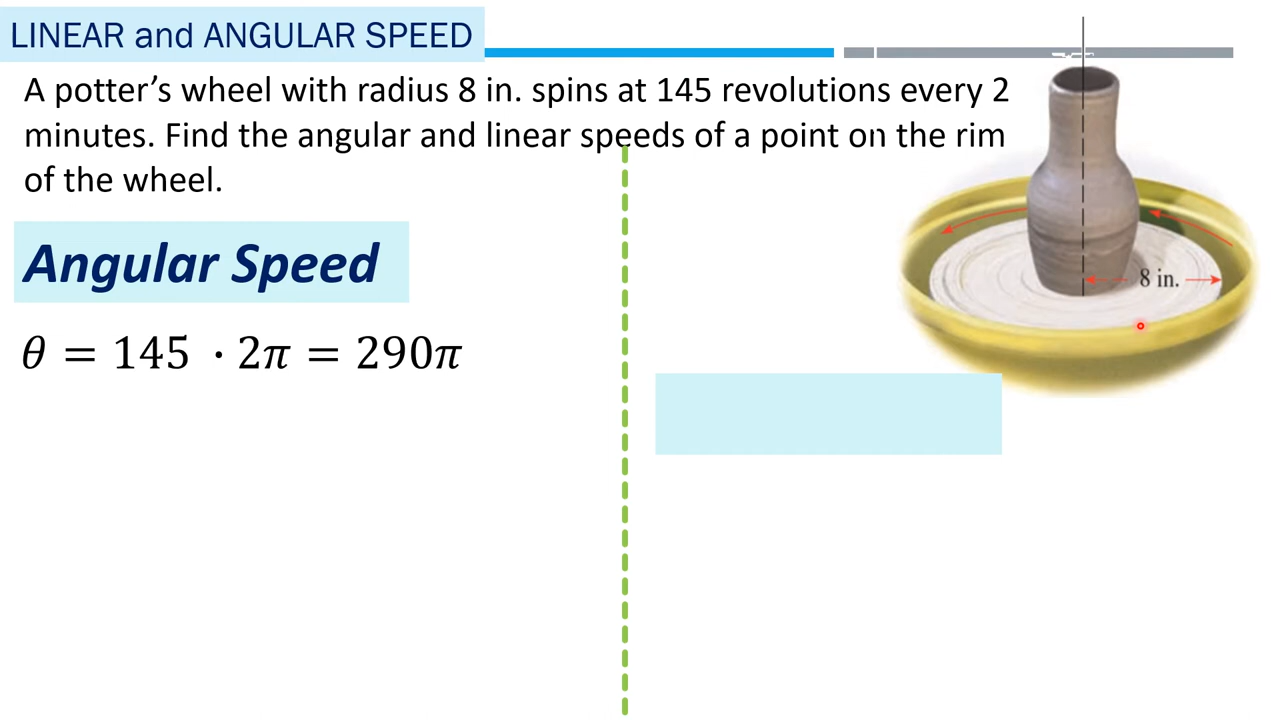 LINEAR and ANGULAR SPEED
A potter’s wheel with radius 8 in. spins at 145 revolutions every 2
minutes. Find the angular and linear speeds of a point on the rim
of the wheel.
Angular Speed
8 in.
θ = 145 · 2π = 290π